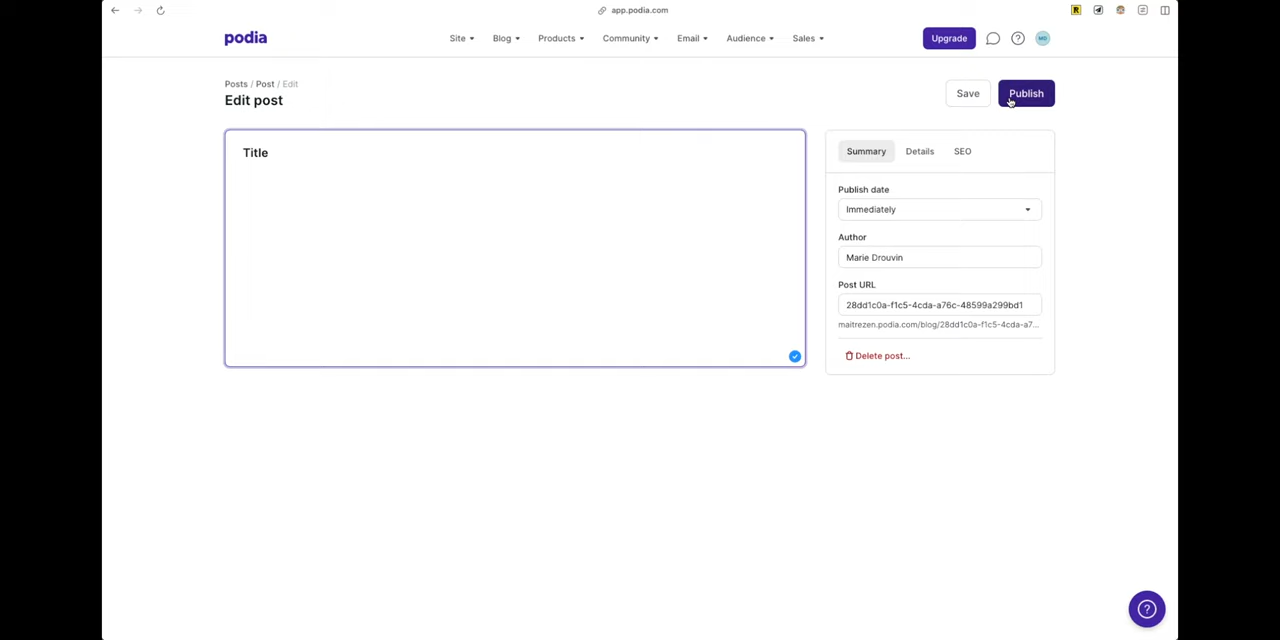 app.podia.com
R
podia
Site Blog Products Community Email Audience Sales Upgrade ? MD
Posts / Post / Edit
Edit post
Save Publish
Title
Summary Details SEO
Publish date
Immediately
Author
Marie Drouvin
Post URL
28dd1c0a-f1c5-4cda-a76c-48599a299bd1
maitrezen.podia.com/blog/28dd1c0a-f1c5-4cda-a7...
Delete post...
?